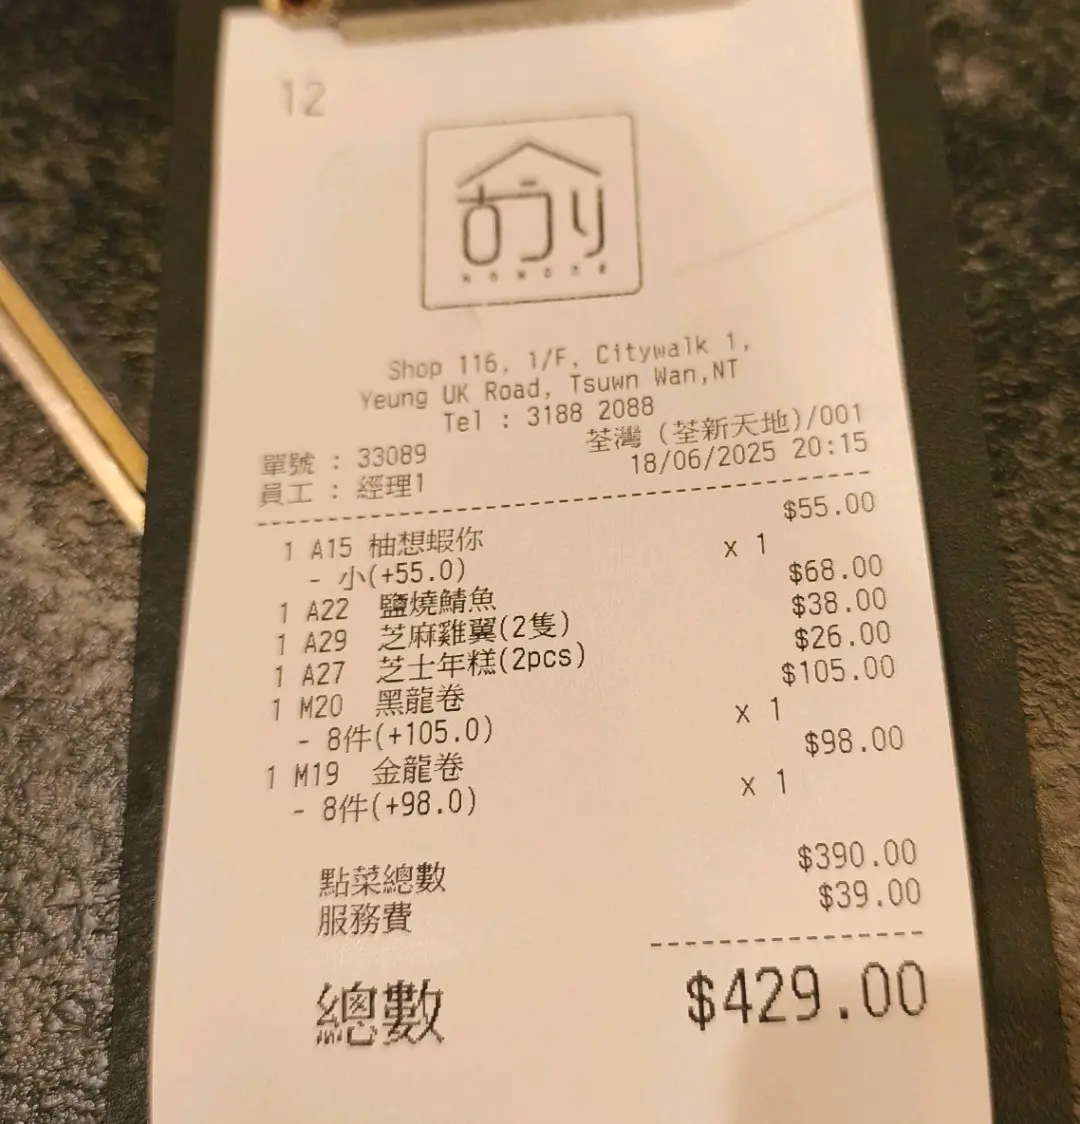 12
Shop 116, 1/F, Citywalk 1,
Yeung UK Road, Tsuwn Wan,NT
Tel : 3188 2088
荃灣 (荃新天地)/001
單號 : 33089
18/06/2025 20:15
員工 : 經理1
1 A15 柚想蝦你 $55.00
- 小(+55.0) x 1
1 A22 鹽燒鯖魚 $68.00
1 A29 芝麻雞翼(2隻) $38.00
1 A27 芝士年糕(2pcs) $26.00
1 M20 黑龍卷 $105.00
- 8件(+105.0) x 1
1 M19 金龍卷 $98.00
- 8件(+98.0) x 1
點菜總數 $390.00
服務費 $39.00
總數 $429.00